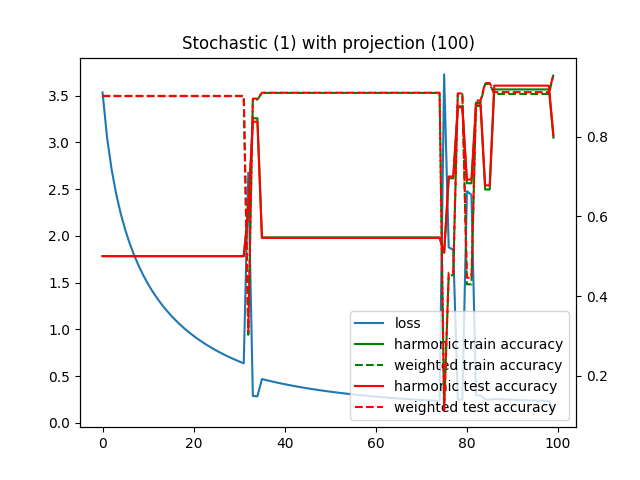 Stochastic (1) with projection (100)
3.5
3.0
2.5
2.0
1.5
1.0
0.5
0.0
0.8
0.6
0.4
0.2
loss
harmonic train accuracy
weighted train accuracy
harmonic test accuracy
weighted test accuracy
0 20 40 60 80 100